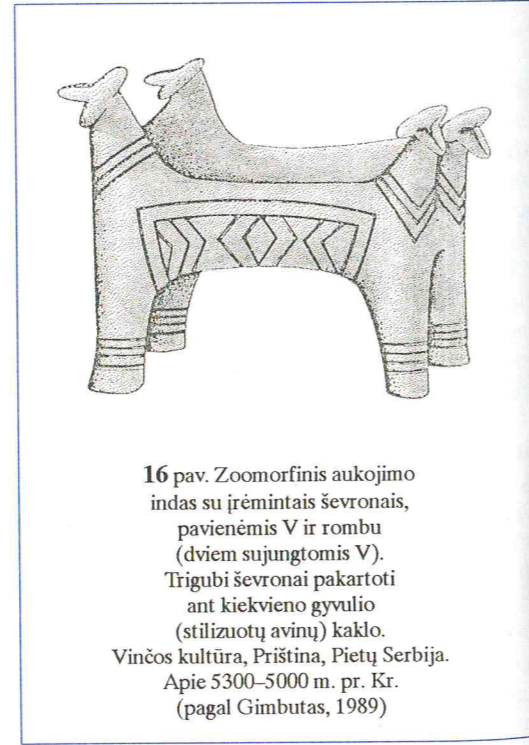 16 pav. Zoomorfinis aukojimo
indas su įrėmintais ševronais,
pavienėmis V ir rombu
(dviem sujungtomis V).
Trigubi ševronai pakartoti
ant kiekvieno gyvulio
(stilizuotų avinų) kaklo.
Vinčos kultūra, Priština, Pietų Serbija.
Apie 5300–5000 m. pr. Kr.
(pagal Gimbutas, 1989)